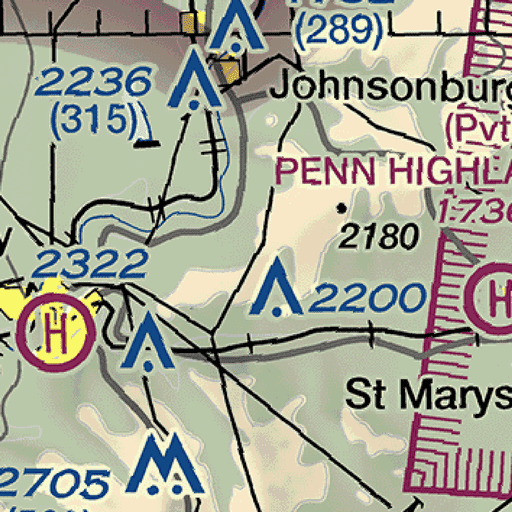 (289)
2236
(315)
Johnsonburg
(Pvt
PENN HIGHLA
1736
2180
2322
2200
H
H
St Marys
2705